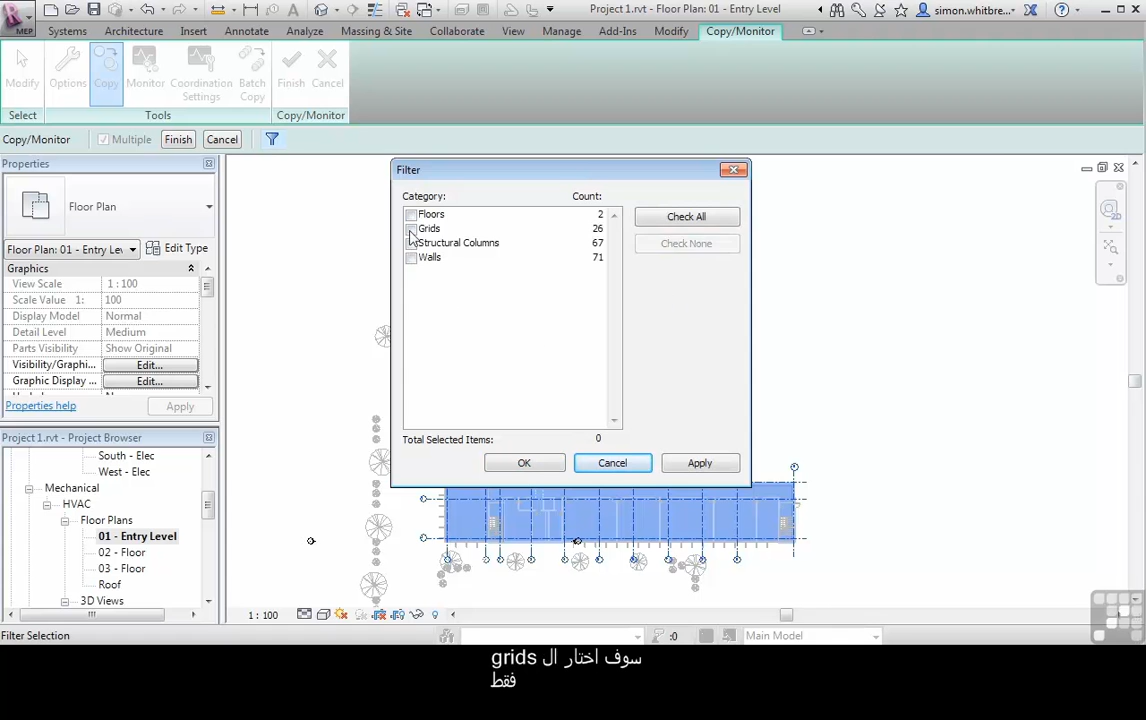 Project 1.rvt - Floor Plan: 01 - Entry Level
simon.whitbre...
MEP
Systems Architecture Insert Annotate Analyze Massing & Site Collaborate View Manage Add-Ins Modify Copy/Monitor
Modify Options Copy Monitor Coordination Settings Batch Copy Finish Cancel
Select Tools Copy/Monitor
Copy/Monitor Multiple Finish Cancel
Properties
Floor Plan
Floor Plan: 01 - Entry Lev Edit Type
Graphics
View Scale 1 : 100
Scale Value 1: 100
Display Model Normal
Detail Level Medium
Parts Visibility Show Original
Visibility/Graphi... Edit...
Graphic Display ... Edit...
Properties help Apply
Project 1.rvt - Project Browser
South - Elec
West - Elec
Mechanical
HVAC
Floor Plans
01 - Entry Level
02 - Floor
03 - Floor
Roof
3D Views
Filter
Category: Count:
Floors 2
Grids 26
Structural Columns 67
Walls 71
Check All
Check None
Total Selected Items: 0
OK Cancel Apply
1 : 100
Filter Selection
:0
Main Model
سوف اختار ال grids
فقط